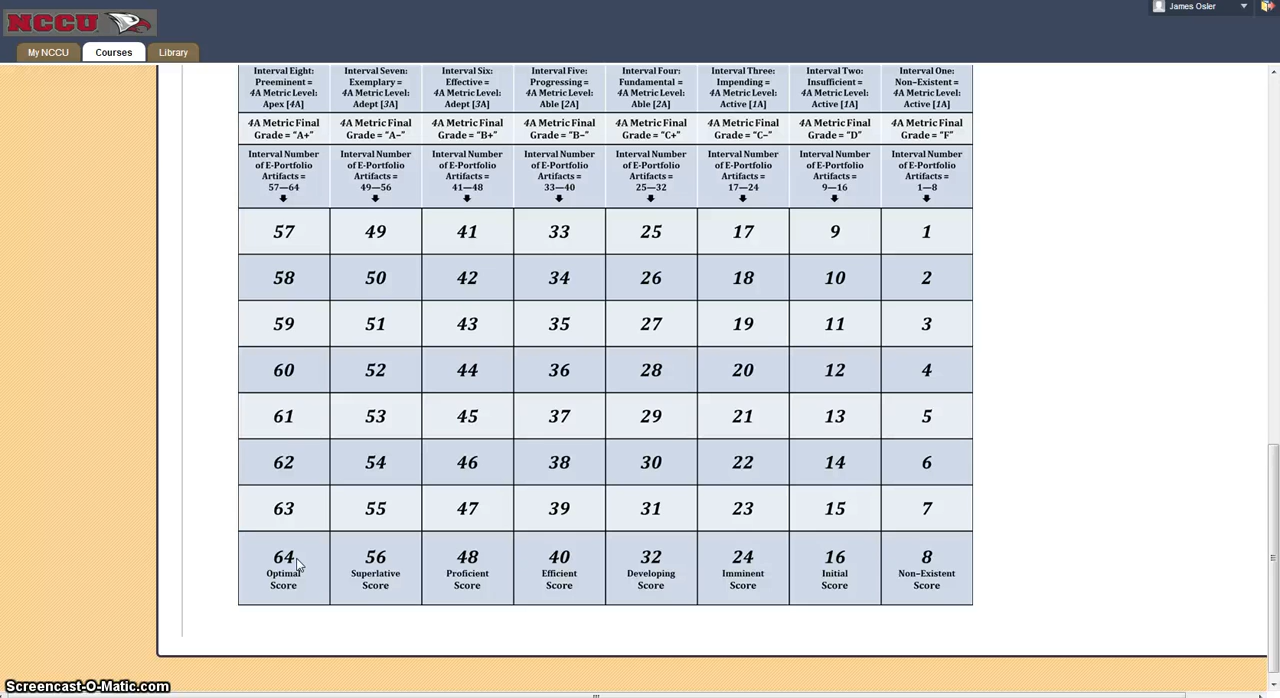 NCCU
James Osler
My NCCU
Courses
Library
Interval Eight:
Preeminent =
4A Metric Level:
Apex [4A]
Interval Seven:
Exemplary =
4A Metric Level:
Adept [3A]
Interval Six:
Effective =
4A Metric Level:
Adept [3A]
Interval Five:
Progressing =
4A Metric Level:
Able [2A]
Interval Four:
Fundamental =
4A Metric Level:
Able [2A]
Interval Three:
Impending =
4A Metric Level:
Active [1A]
Interval Two:
Insufficient =
4A Metric Level:
Active [1A]
Interval One:
Non–Existent =
4A Metric Level:
Active [1A]
4A Metric Final
Grade = “A+”
4A Metric Final
Grade = “A–”
4A Metric Final
Grade = “B+”
4A Metric Final
Grade = “B–”
4A Metric Final
Grade = “C+”
4A Metric Final
Grade = “C–”
4A Metric Final
Grade = “D”
4A Metric Final
Grade = “F”
Interval Number
of E-Portfolio
Artifacts =
57—64
Interval Number
of E-Portfolio
Artifacts =
49—56
Interval Number
of E-Portfolio
Artifacts =
41—48
Interval Number
of E-Portfolio
Artifacts =
33—40
Interval Number
of E-Portfolio
Artifacts =
25—32
Interval Number
of E-Portfolio
Artifacts =
17—24
Interval Number
of E-Portfolio
Artifacts =
9—16
Interval Number
of E-Portfolio
Artifacts =
1—8
57 49 41 33 25 17 9 1
58 50 42 34 26 18 10 2
59 51 43 35 27 19 11 3
60 52 44 36 28 20 12 4
61 53 45 37 29 21 13 5
62 54 46 38 30 22 14 6
63 55 47 39 31 23 15 7
64 56 48 40 32 24 16 8
Optimal
Score
Superlative
Score
Proficient
Score
Efficient
Score
Developing
Score
Imminent
Score
Initial
Score
Non–Existent
Score
Screencast-O-Matic.com